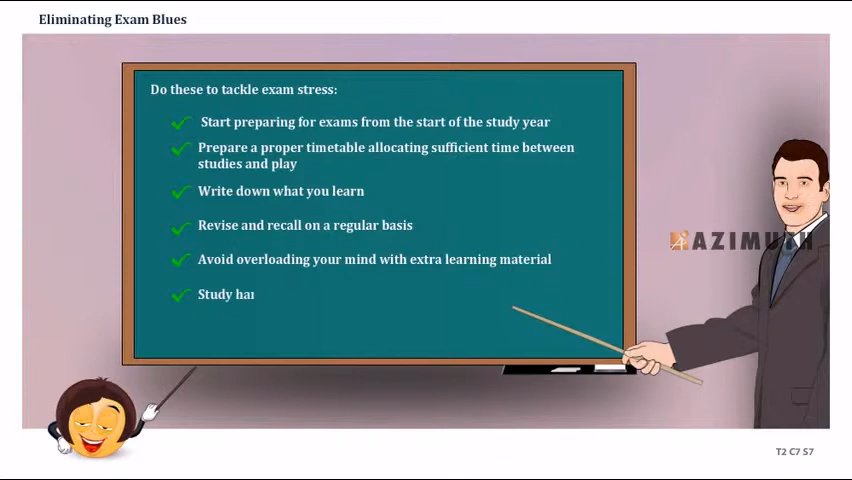 Eliminating Exam Blues
Do these to tackle exam stress:
Start preparing for exams from the start of the study year
Prepare a proper timetable allocating sufficient time between
studies and play
Write down what you learn
Revise and recall on a regular basis
AZIMUTH
Avoid overloading your mind with extra learning material
Study
T2 C7 S7